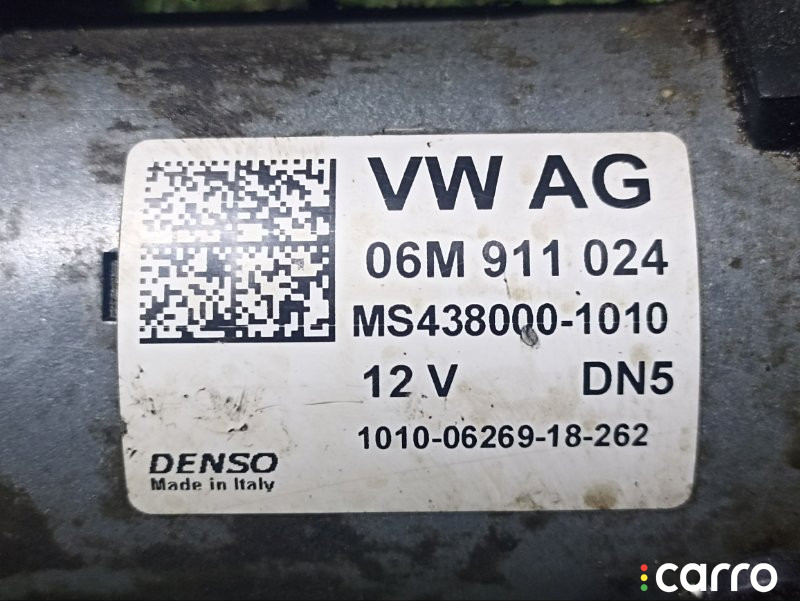 VW AG
06M 911 024
MS438000-1010
12 V DN5
1010-06269-18-262
DENSO
Made in Italy
carro